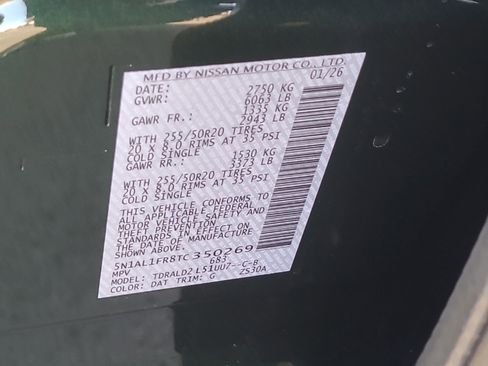 MFD BY NISSAN MOTOR CO., LTD.
DATE: 01/26
GVWR: 2750 KG
6063 LB
GAWR FR.: 1335 KG
2943 LB
WITH 255/50R20 TIRES
20 X 8.0 RIMS AT 35 PSI
COLD SINGLE
GAWR RR.: 1530 KG
3373 LB
WITH 255/50R20 TIRES
20 X 8.0 RIMS AT 35 PSI
COLD SINGLE
THIS VEHICLE CONFORMS TO
ALL APPLICABLE FEDERAL
MOTOR VEHICLE SAFETY AND
THEFT PREVENTION
STANDARDS IN EFFECT ON
THE DATE OF MANUFACTURE
SHOWN ABOVE.
5N1AL1FR8TC350269
MPV 683
MODEL: TDRALD2 L51UU7--C-B
COLOR: DAT TRIM: G ZS30A